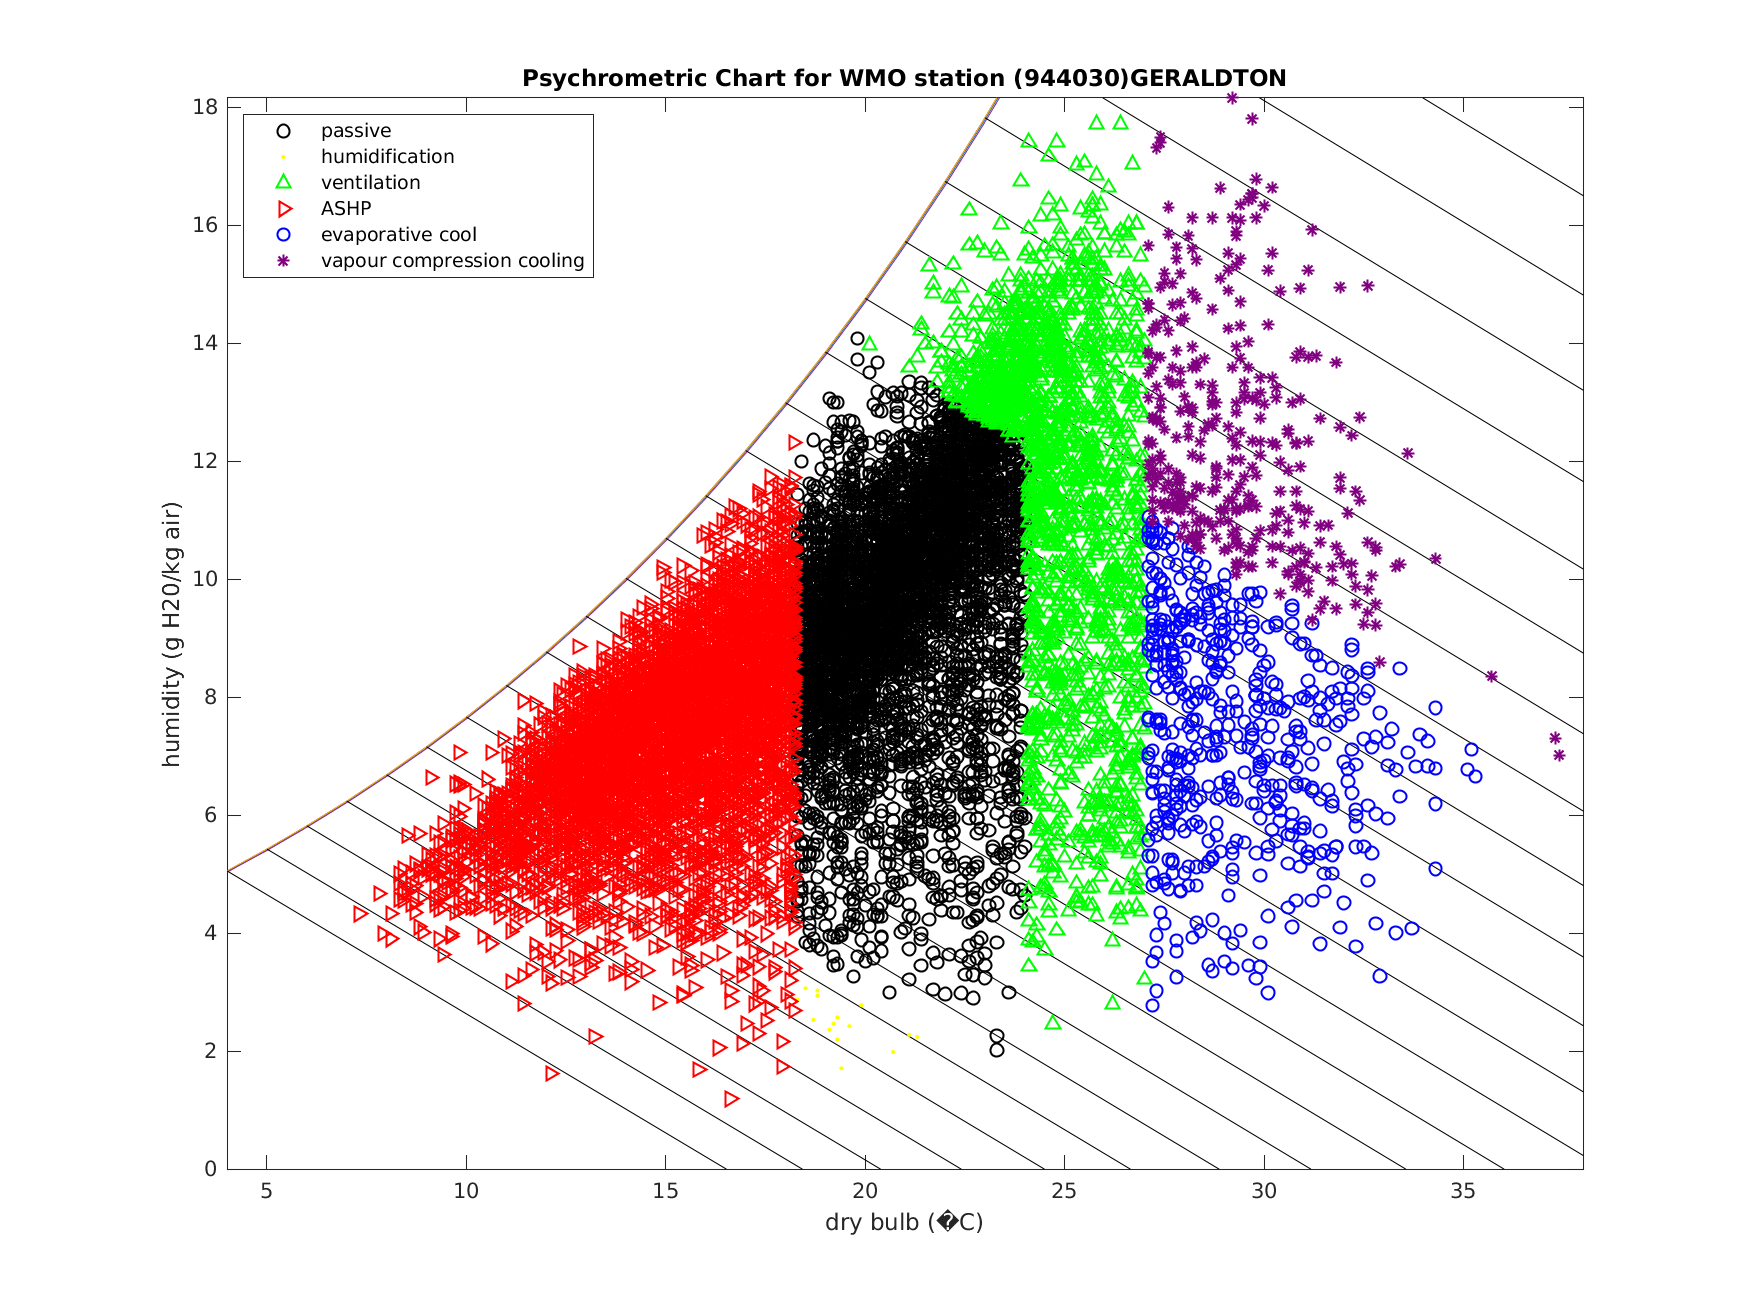 Psychrometric Chart for WMO station (944030)GERALDTON
passive
humidification
ventilation
ASHP
evaporative cool
vapour compression cooling
humidity (g H20/kg air)
18
16
14
12
10
8
6
4
2
0
5 10 15 20 25 30 35
dry bulb (�C)